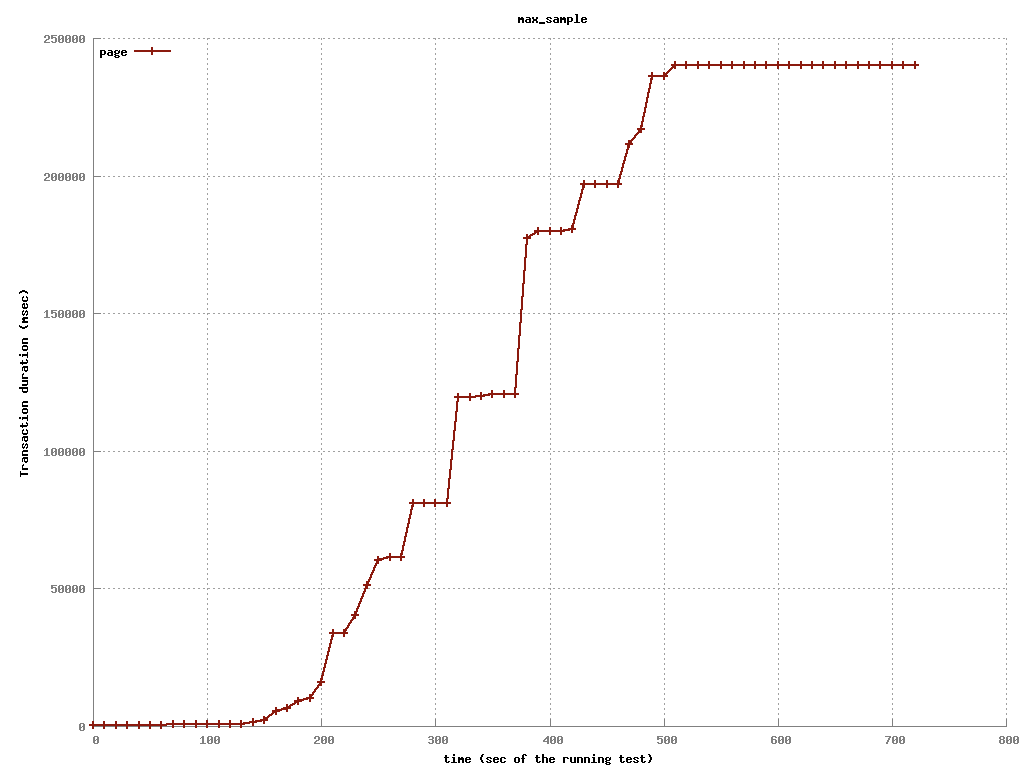 max_sample
page
250000
200000
150000
100000
50000
0
Transaction duration (msec)
0 100 200 300 400 500 600 700 800
time (sec of the running test)